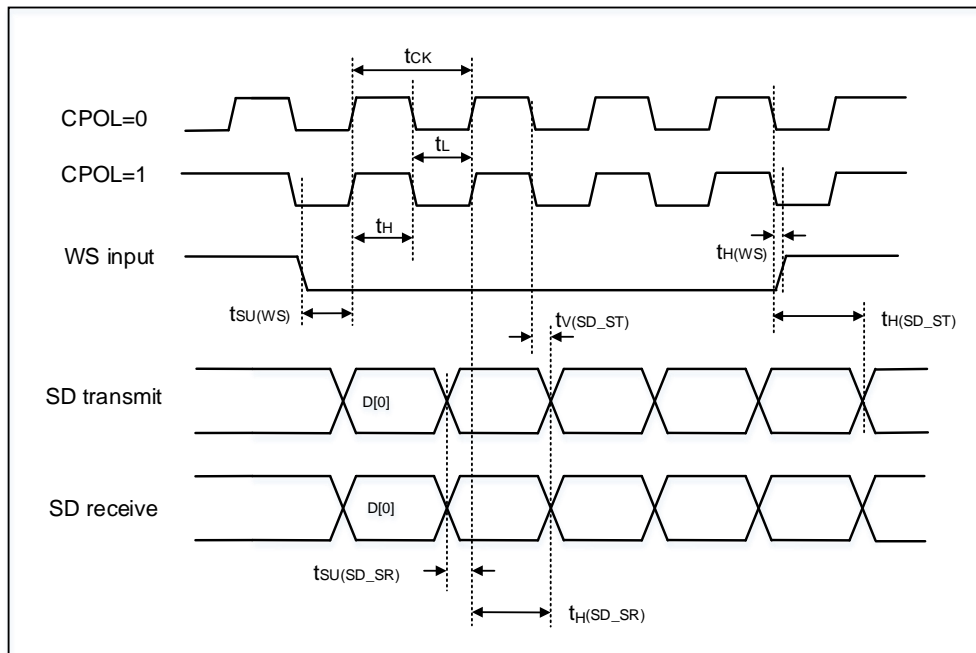 tCK
CPOL=0
tL
CPOL=1
tH
WS input
tH(WS)
tSU(WS)
tV(SD_ST)
tH(SD_ST)
SD transmit
D[0]
SD receive
D[0]
tSU(SD_SR)
tH(SD_SR)